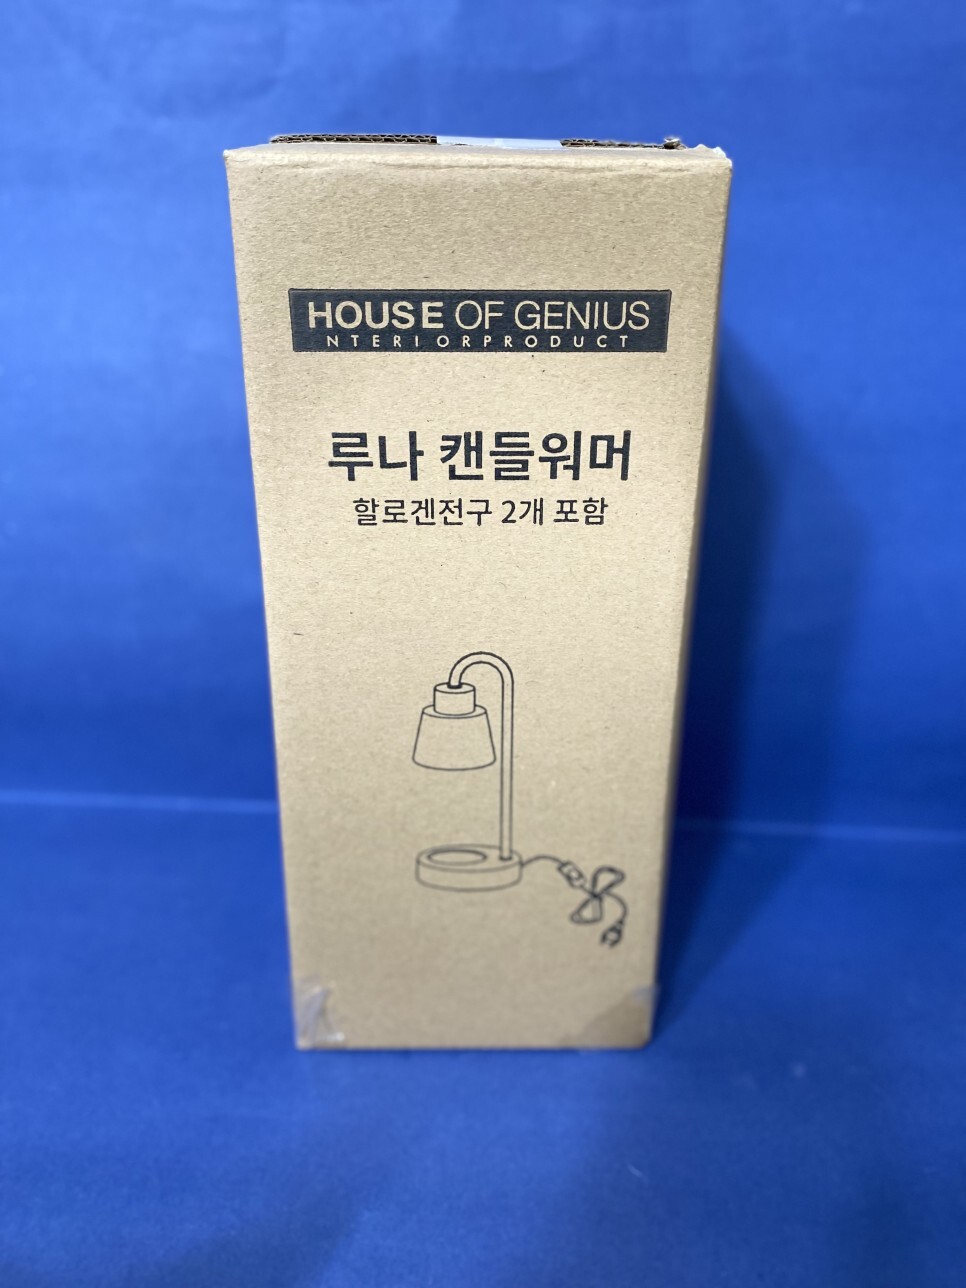 HOUSE OF GENIUS
NTERIORPRODUCT
루나 캔들워머
할로겐전구 2개 포함